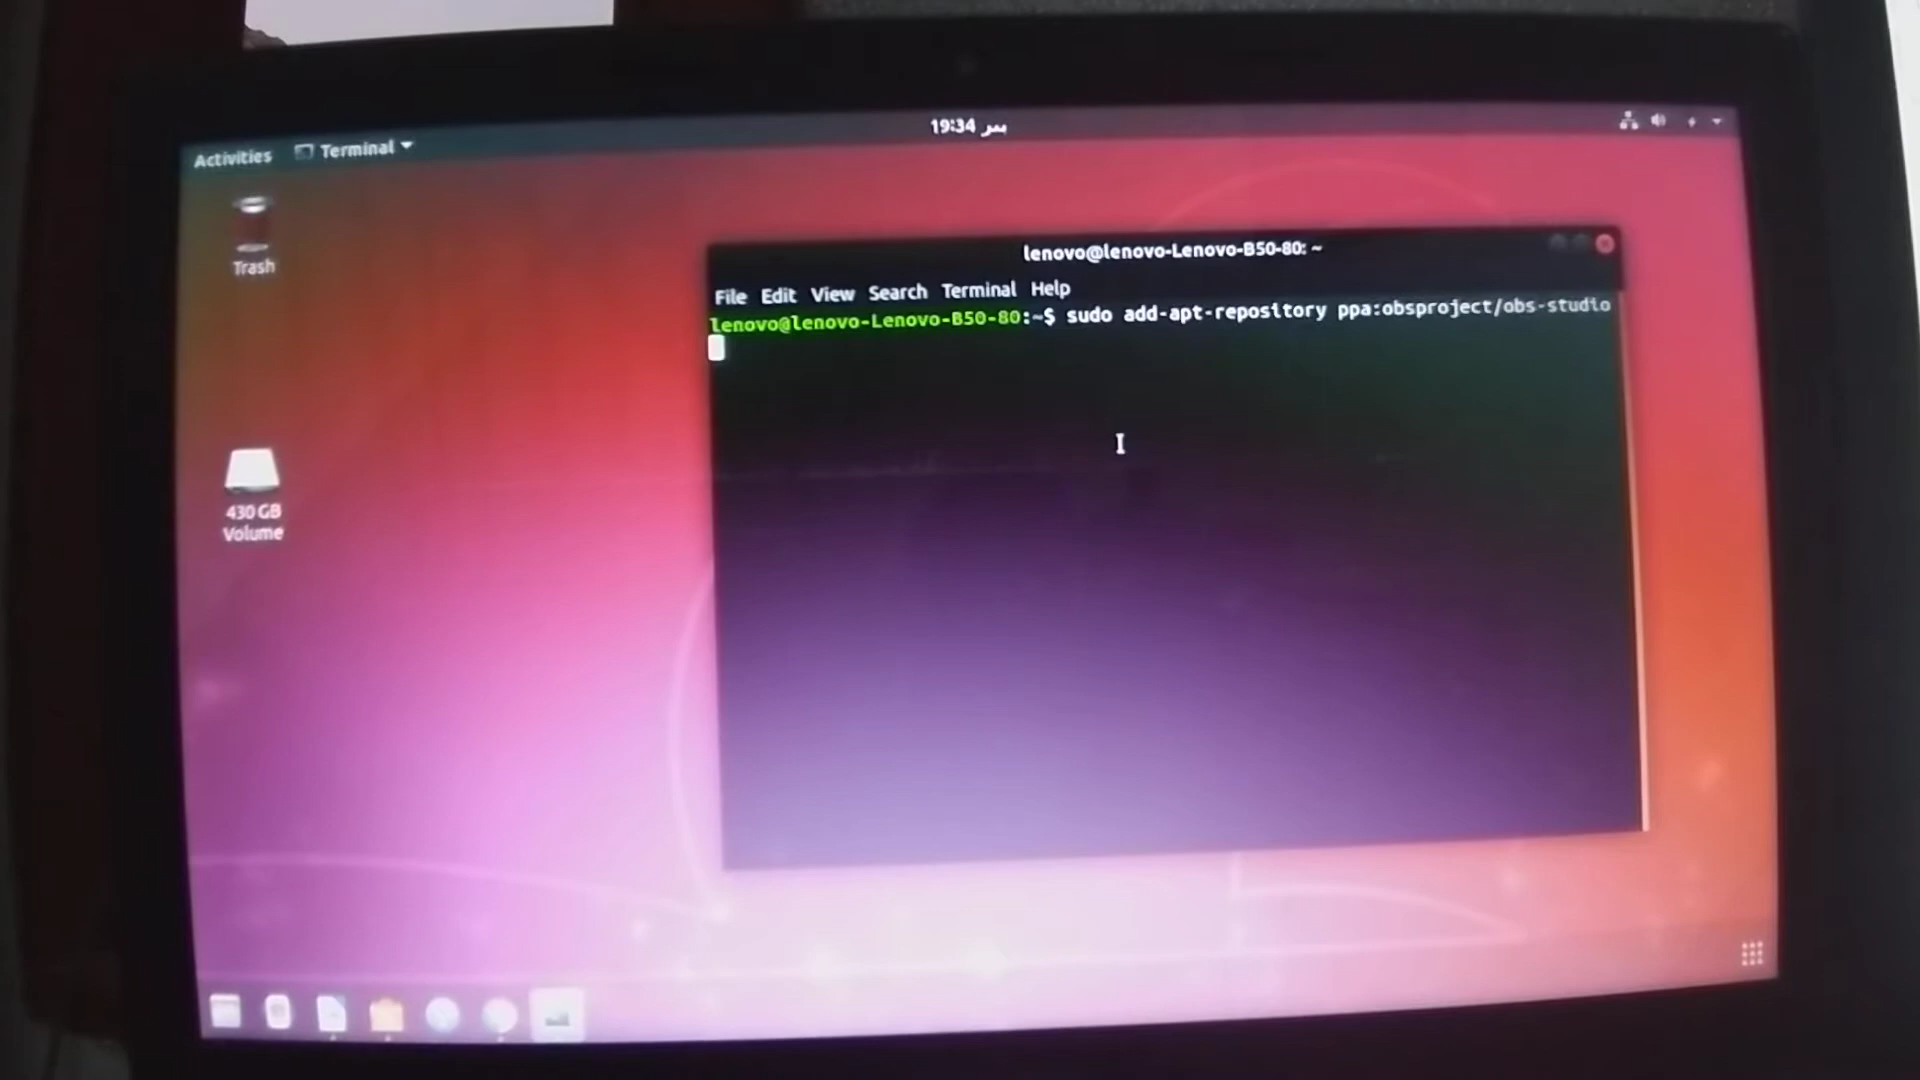 Activities Terminal
19:34 پیر
Trash
430 GB
Volume
lenovo@lenovo-Lenovo-B50-80: ~
File Edit View Search Terminal Help
lenovo@lenovo-Lenovo-B50-80:~$ sudo add-apt-repository ppa:obsproject/obs-studio